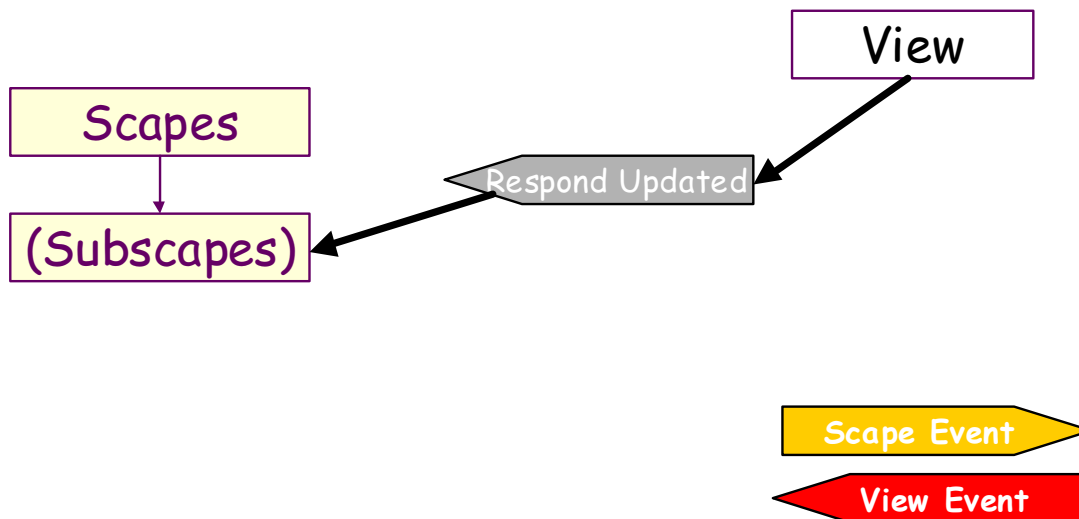 View
Scapes
Respond Updated
(Subscapes)
Scape Event
View Event